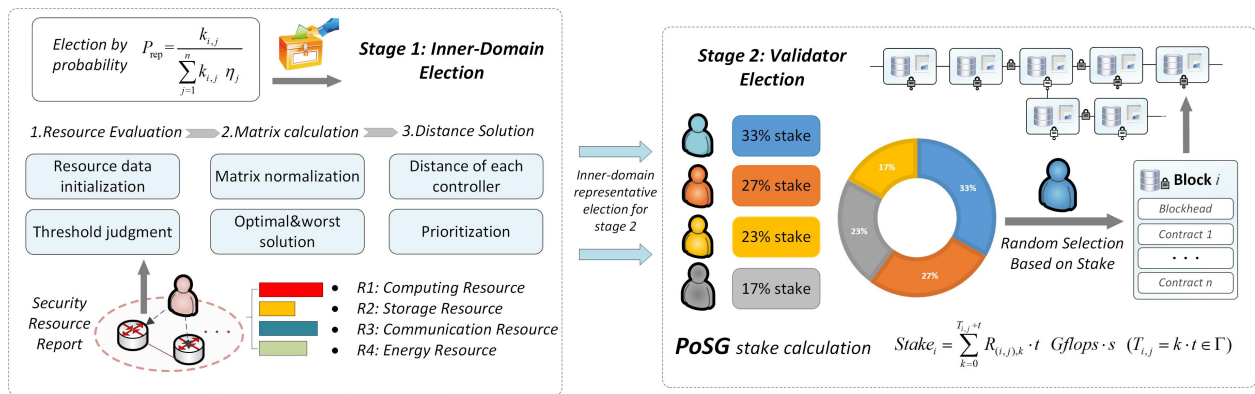 Election by
probability
P_rep = k_{i,j} / \sum_{j=1}^{n} k_{i,j} η_j
Stage 1: Inner-Domain
Election
1.Resource Evaluation
2.Matrix calculation
3.Distance Solution
Resource data
initialization
Matrix normalization
Distance of each
controller
Threshold judgment
Optimal&worst
solution
Prioritization
Security
Resource
Report
• R1: Computing Resource
• R2: Storage Resource
• R3: Communication Resource
• R4: Energy Resource
Inner-domain
representative
election for
stage 2
Stage 2: Validator
Election
33% stake
27% stake
23% stake
17% stake
17%
33%
23%
27%
Random Selection
Based on Stake
Block i
Blockhead
Contract 1
· · ·
Contract n
PoSG stake calculation
Stake_i = \sum_{k=0}^{T_{i,j}+t} R_{(i,j),k} · t Gflops · s (T_{i,j} = k · t ∈ Γ)